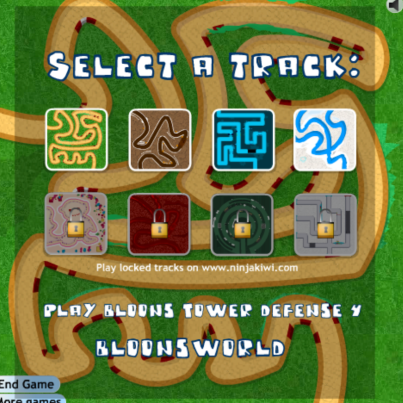 SELECT A TRACK:
Play locked tracks on www.ninjakiwi.com
PLAY BLOONS TOWER DEFENSE 4
BLOONSWORLD
End Game
More games